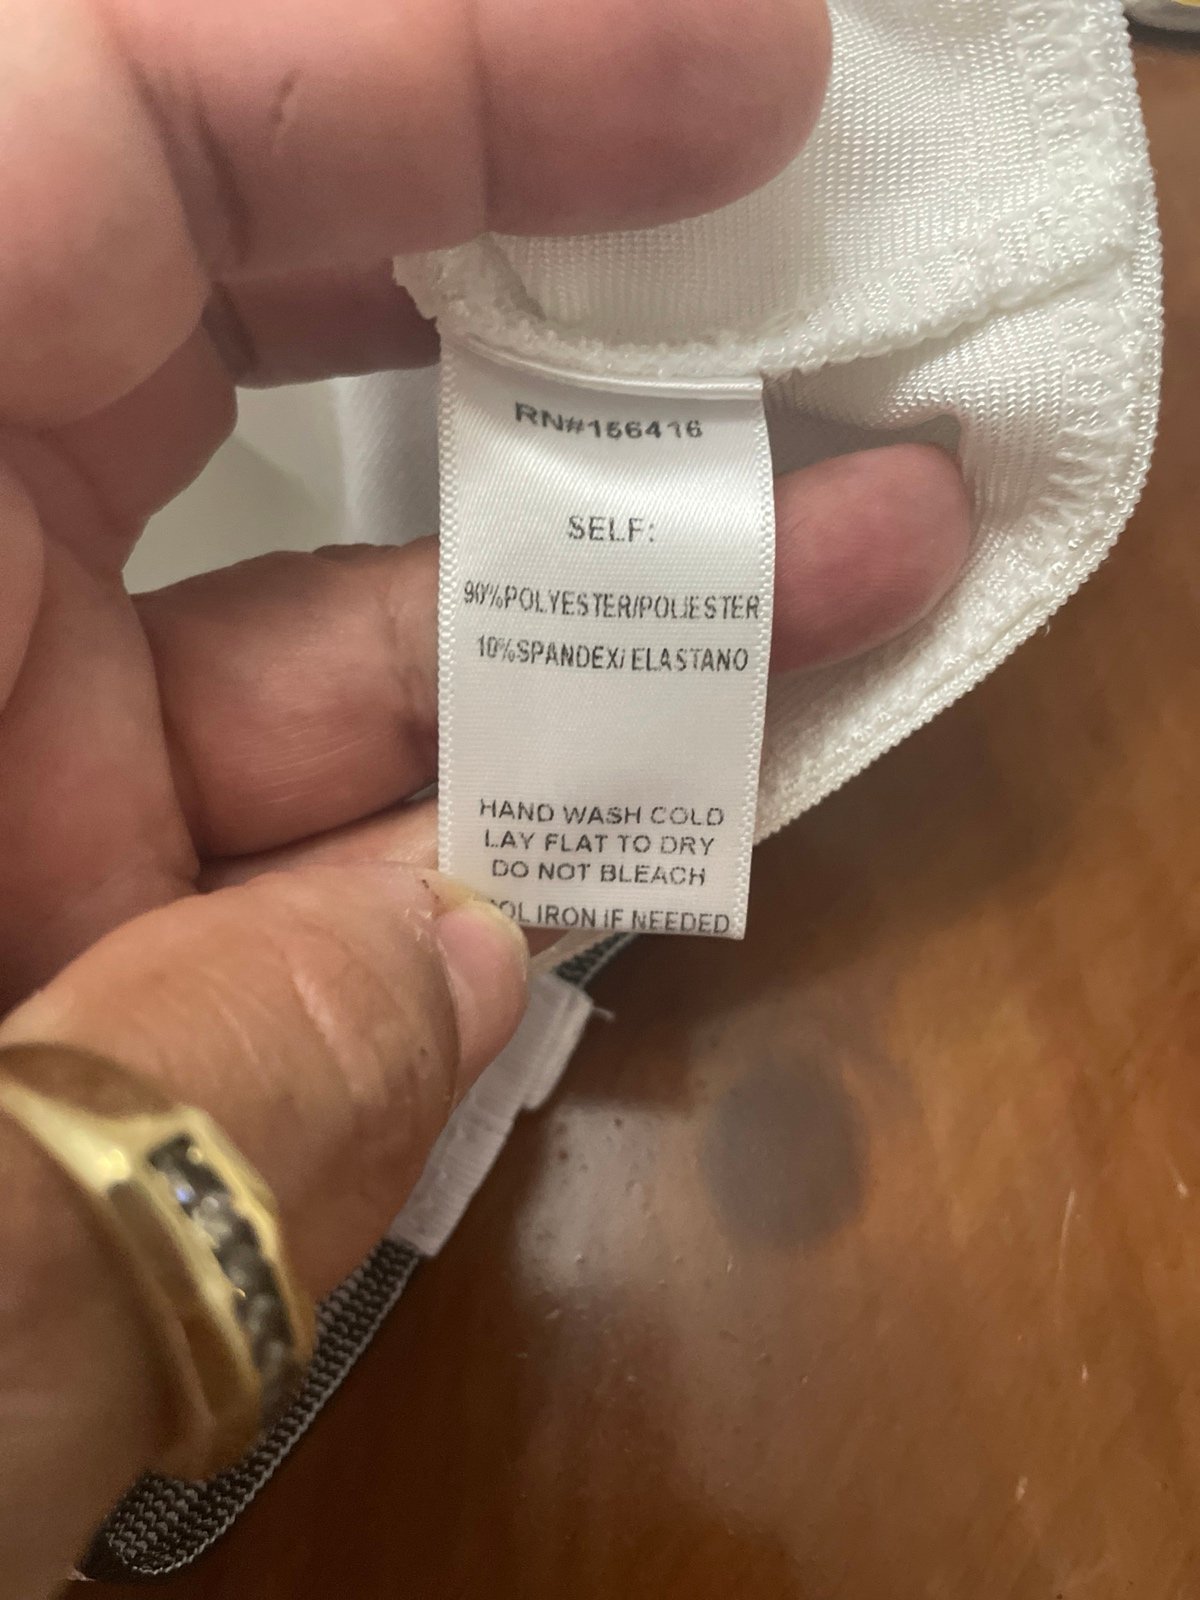 RN#156416
SELF:
90%POLYESTER/POLIESTER
10%SPANDEX/ELASTANO
HAND WASH COLD
LAY FLAT TO DRY
DO NOT BLEACH
OL IRON IF NEEDED